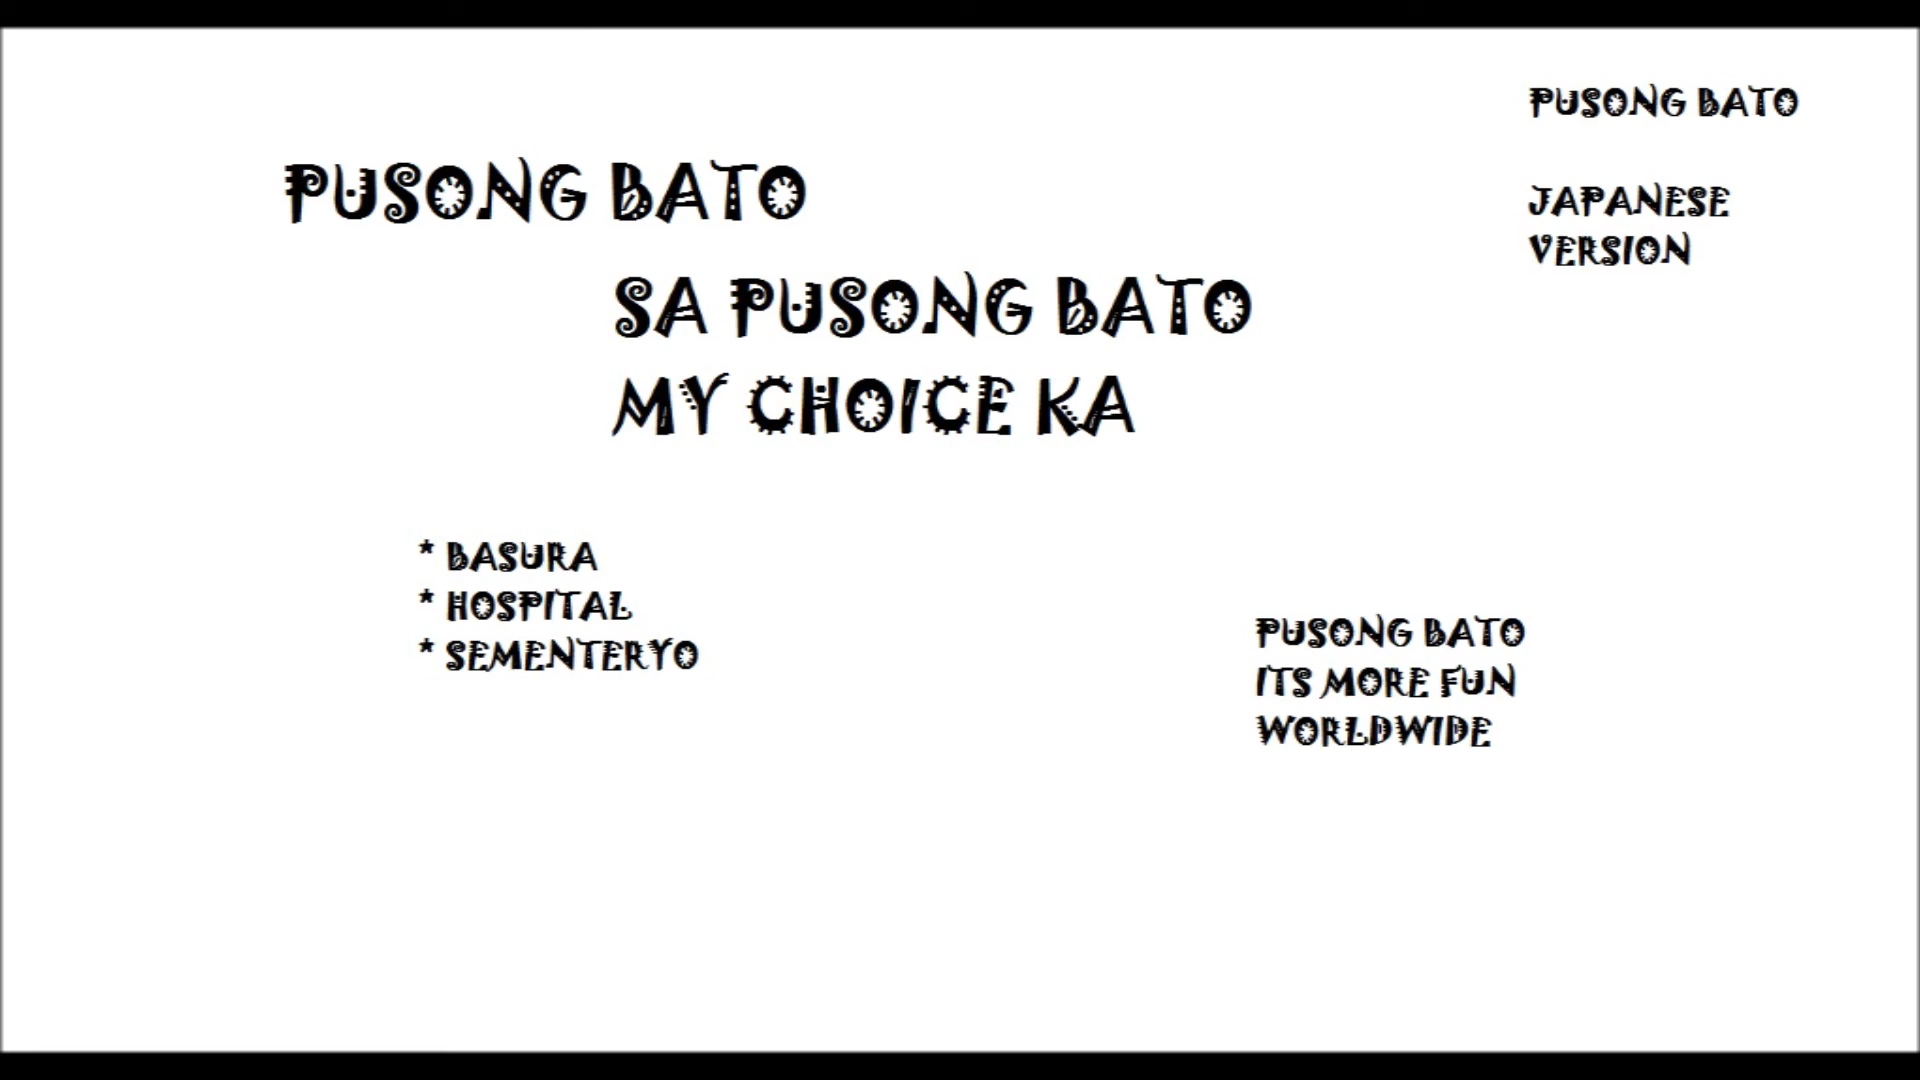 PUSONG BATO
SA PUSONG BATO
MY CHOICE KA
PUSONG BATO
JAPANESE
VERSION
* BASURA
* HOSPITAL
* SEMENTERYO
PUSONG BATO
ITS MORE FUN
WORLDWIDE